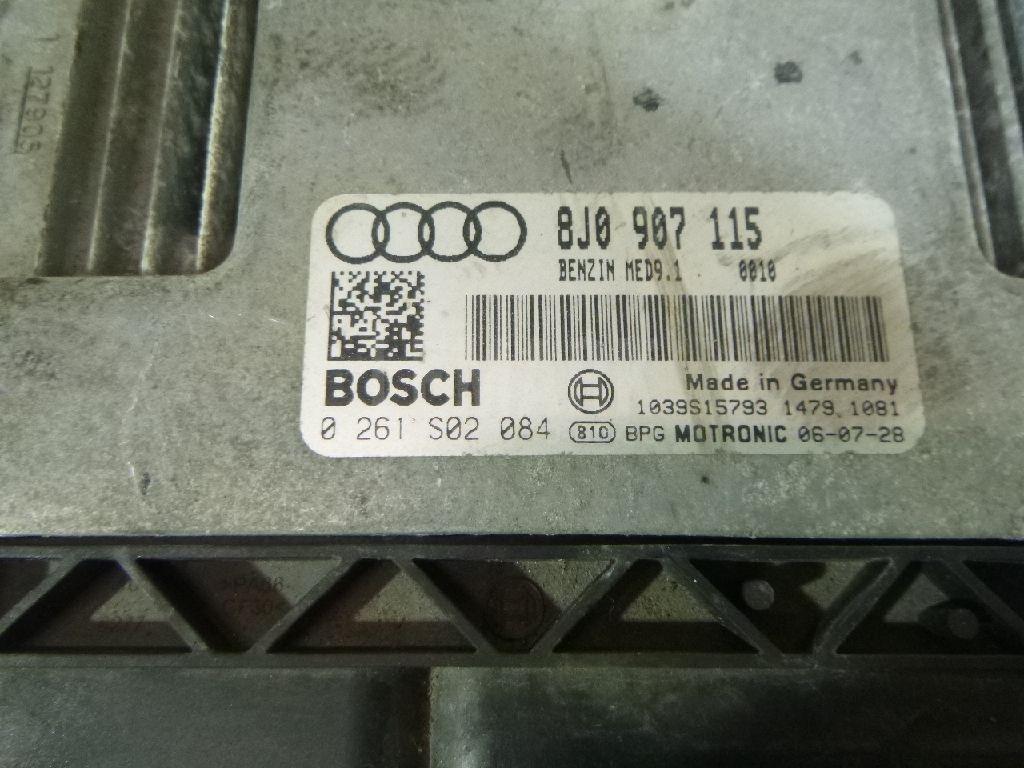 8J0 907 115
BENZIN MED9.1 0010
BOSCH
Made in Germany
1039S15793 1479 1081
0 261 S02 084 810 BPG MOTRONIC 06-07-28